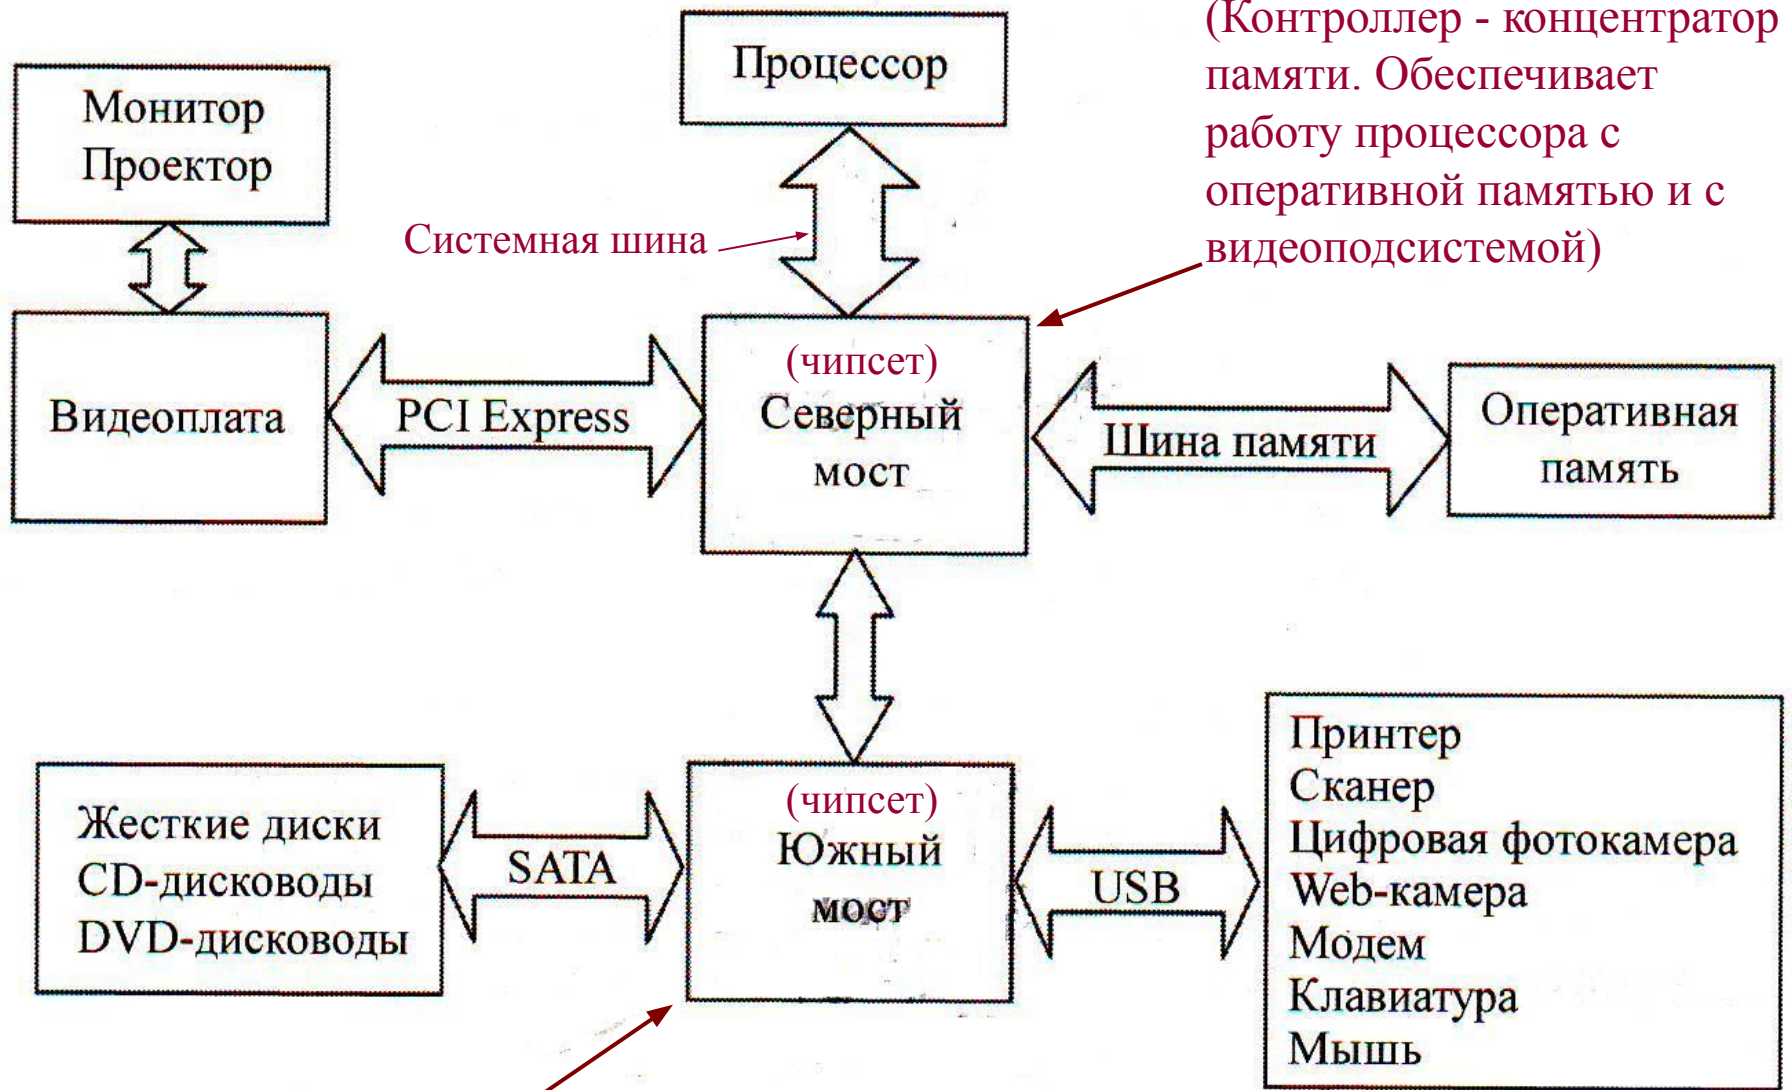 (Контроллер - концентратор
памяти. Обеспечивает
работу процессора с
оперативной памятью и с
видеоподсистемой)
Процессор
Монитор
Проектор
Системная шина
Видеоплата
PCI Express
(чипсет)
Северный
мост
Шина памяти
Оперативная
память
Жесткие диски
CD-дисководы
DVD-дисководы
SATA
(чипсет)
Южный
мост
USB
Принтер
Сканер
Цифровая фотокамера
Web-камера
Модем
Клавиатура
Мышь